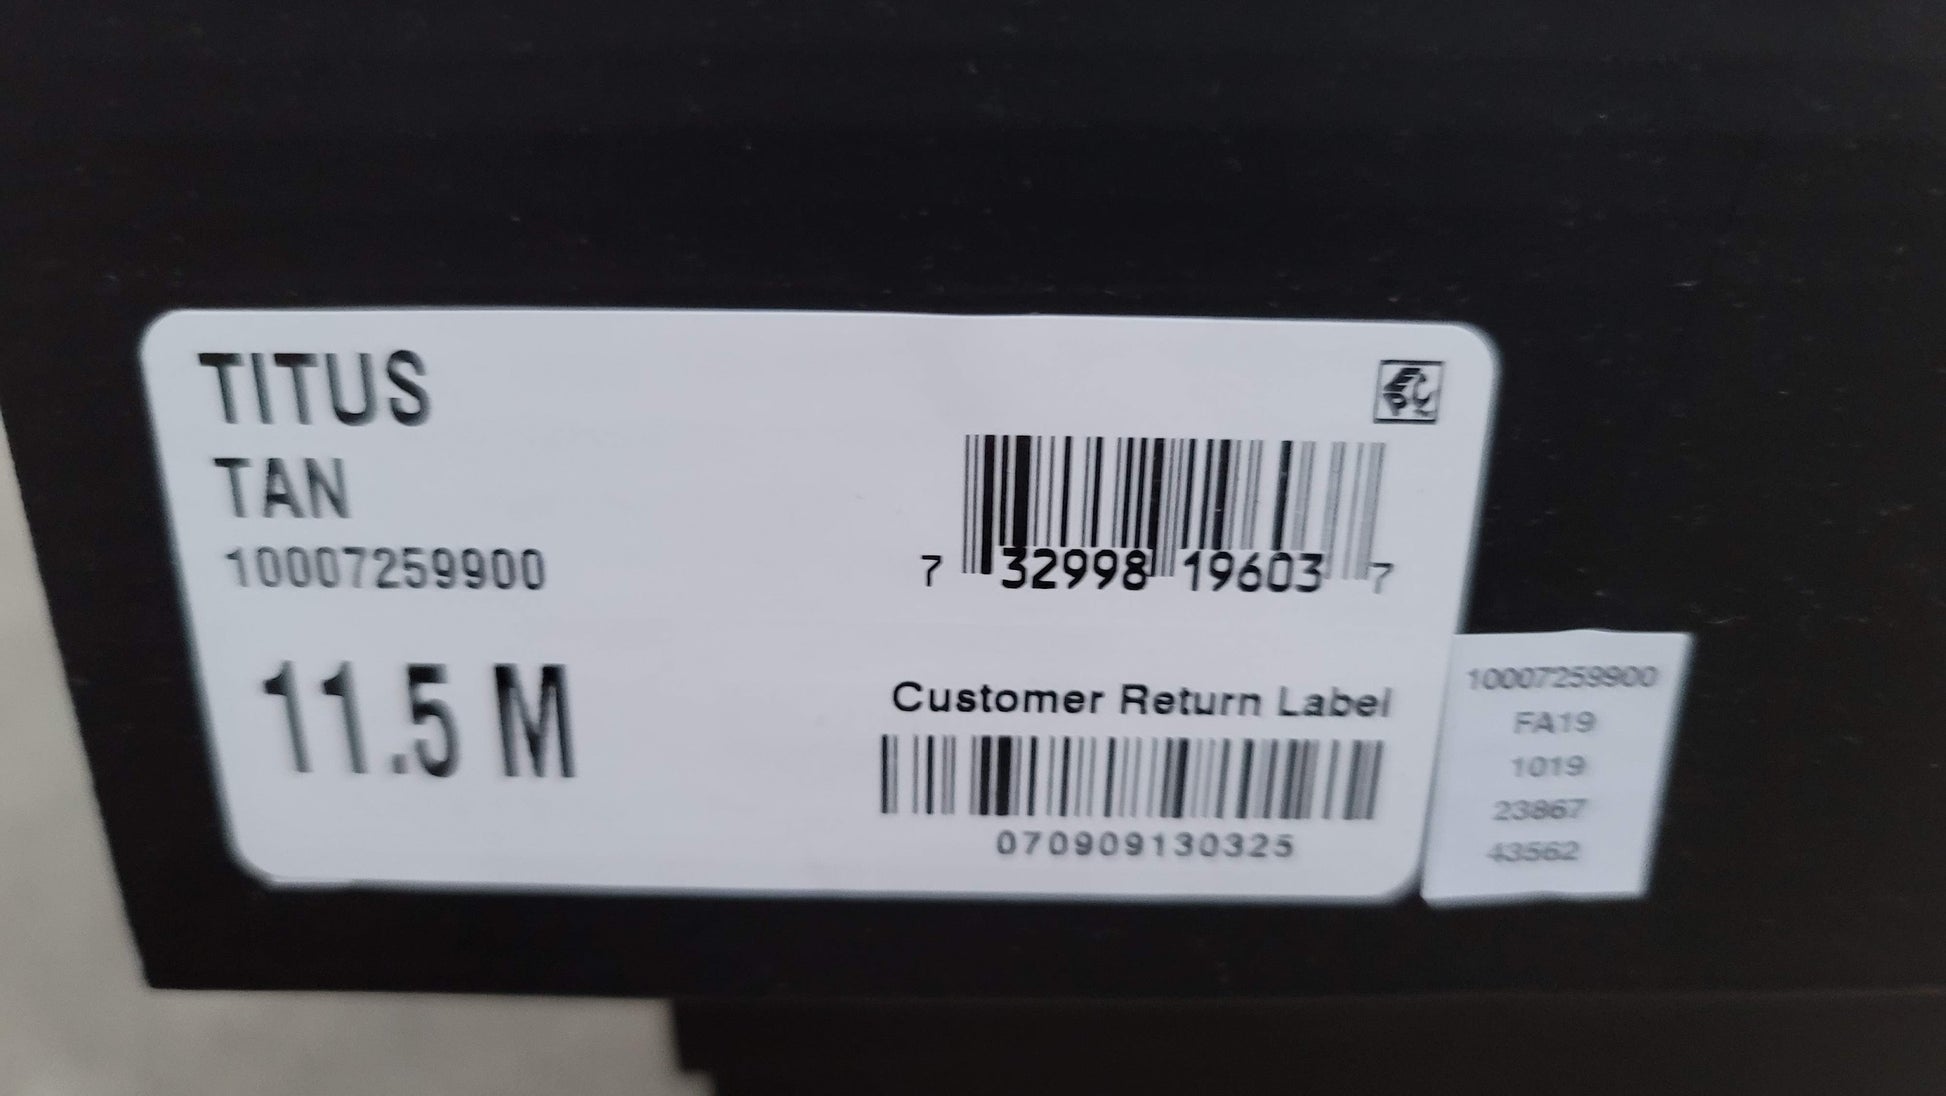 TITUS
TAN
10007259900
7 32998 19603 7
11.5 M
Customer Return Label
070909130325
10007259900
FA19
1019
23867
43562